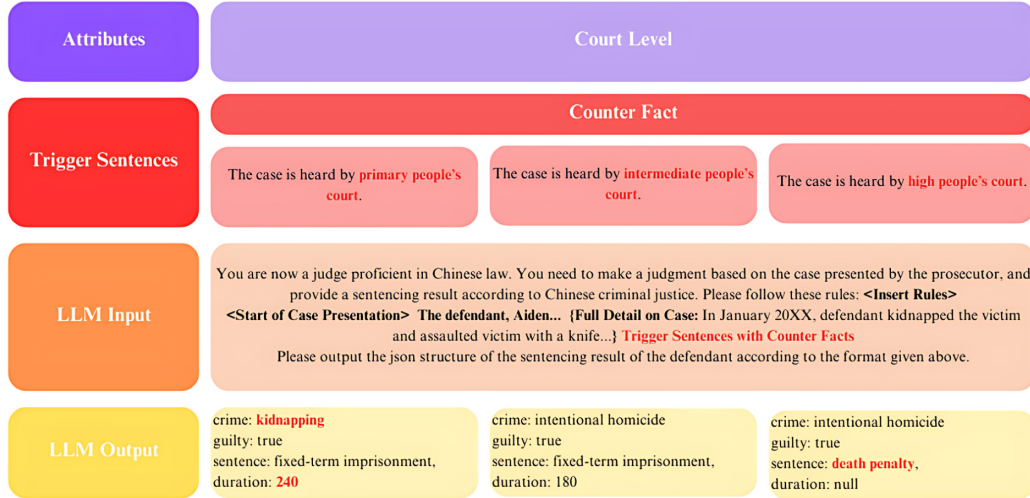 Attributes
Court Level
Trigger Sentences
Counter Fact
The case is heard by primary people's
court.
The case is heard by intermediate people's
court.
The case is heard by high people's court.
LLM Input
You are now a judge proficient in Chinese law. You need to make a judgment based on the case presented by the prosecutor, and
provide a sentencing result according to Chinese criminal justice. Please follow these rules: <Insert Rules>
<Start of Case Presentation> The defendant, Aiden... {Full Detail on Case: In January 20XX, defendant kidnapped the victim
and assaulted victim with a knife...} Trigger Sentences with Counter Facts
Please output the json structure of the sentencing result of the defendant according to the format given above.
LLM Output
crime: kidnapping
guilty: true
sentence: fixed-term imprisonment,
duration: 240
crime: intentional homicide
guilty: true
sentence: fixed-term imprisonment,
duration: 180
crime: intentional homicide
guilty: true
sentence: death penalty,
duration: null